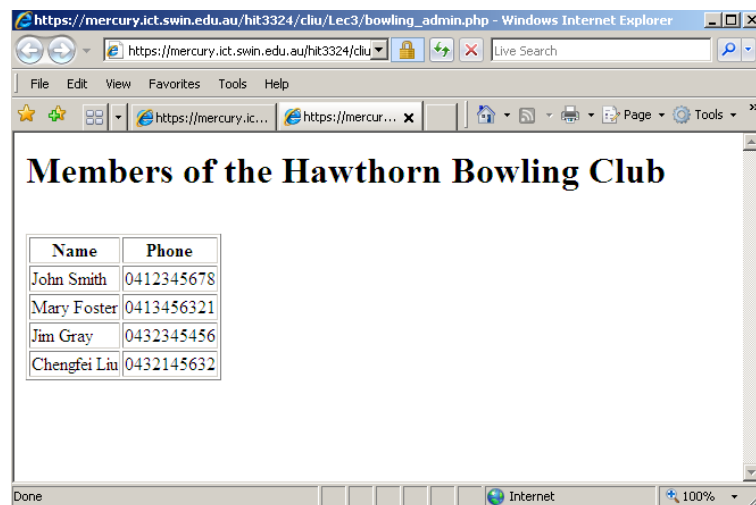 https://mercury.ict.swin.edu.au/hit3324/cliu/Lec3/bowling_admin.php - Windows Internet Explorer
https://mercury.ict.swin.edu.au/hit3324/cliu
Live Search
File Edit View Favorites Tools Help
https://mercury.ic... https://mercur... Page Tools
Members of the Hawthorn Bowling Club
Name Phone
John Smith 0412345678
Mary Foster 0413456321
Jim Gray 0432345456
Chengfei Liu 0432145632
Done Internet 100%